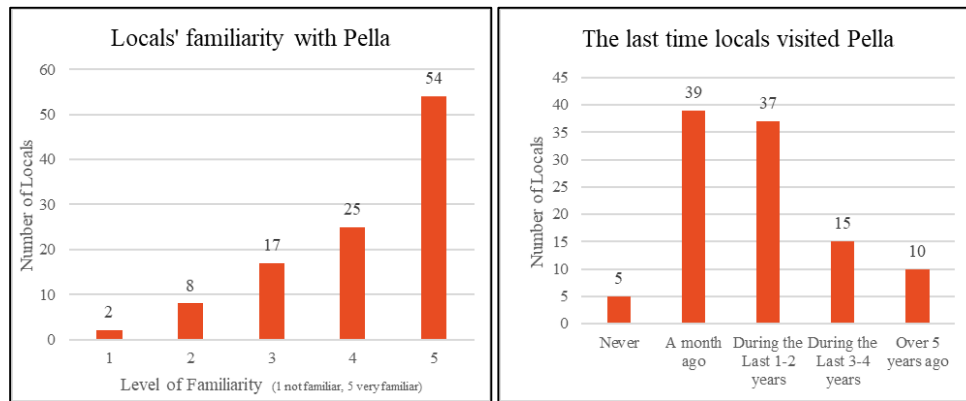 Locals' familiarity with Pella
60
50
40
30
20
10
0
Number of Locals
2
8
17
25
54
1
2
3
4
5
Level of Familiarity (1 not familiar, 5 very familiar)
The last time locals visited Pella
45
40
35
30
25
20
15
10
5
0
Number of Locals
5
39
37
15
10
Never
A month
ago
During the
Last 1-2
years
During the
Last 3-4
years
Over 5
years ago